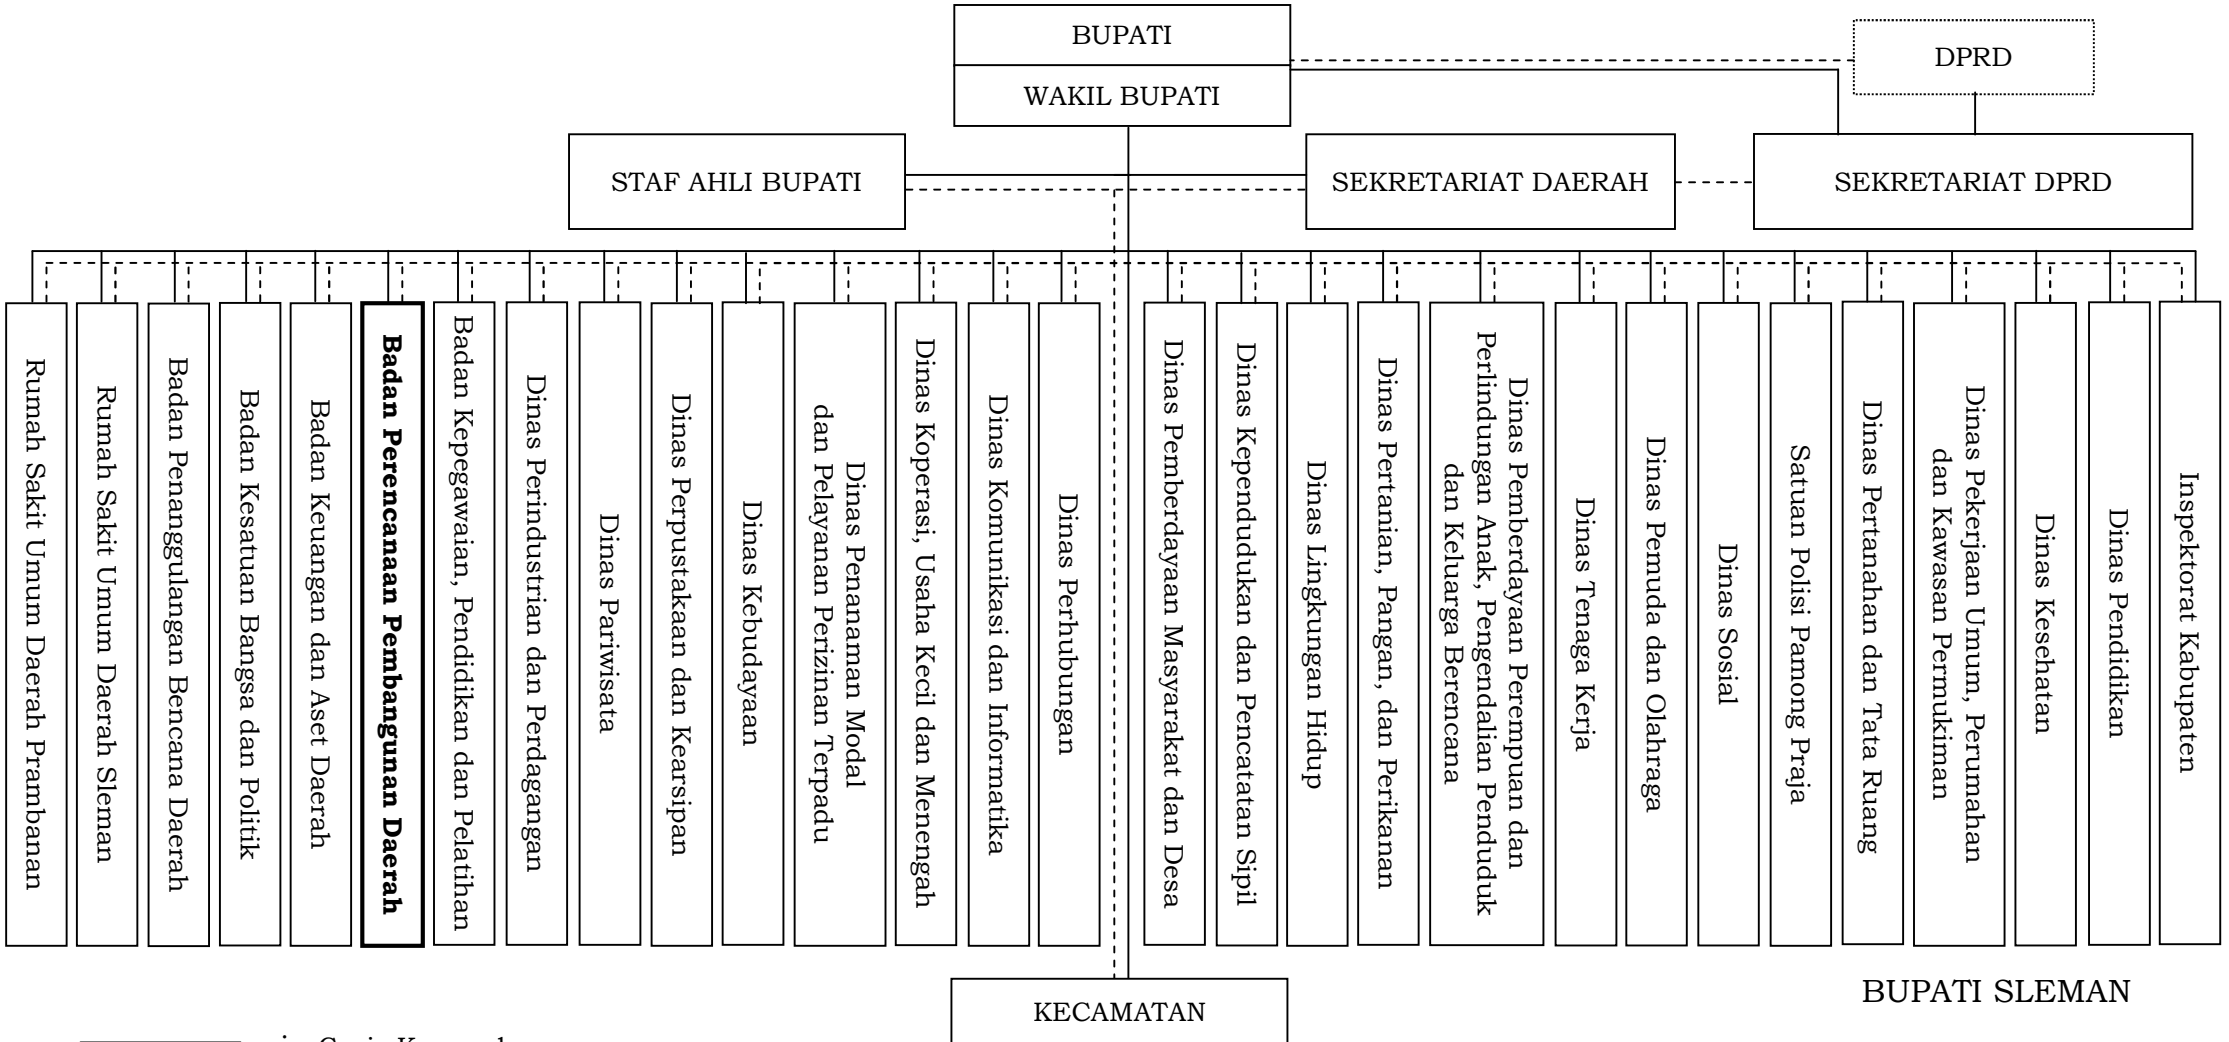 BUPATI
WAKIL BUPATI
DPRD
STAF AHLI BUPATI
SEKRETARIAT DAERAH
SEKRETARIAT DPRD
Rumah Sakit Umum Daerah Prambanan
Rumah Sakit Umum Daerah Sleman
Badan Penanggulangan Bencana Daerah
Badan Kesatuan Bangsa dan Politik
Badan Keuangan dan Aset Daerah
Badan Perencanaan Pembangunan Daerah
Badan Kepegawaian, Pendidikan dan Pelatihan
Dinas Perindustrian dan Perdagangan
Dinas Pariwisata
Dinas Perpustakaan dan Kearsipan
Dinas Kebudayaan
Dinas Penanaman Modal
dan Pelayanan Perizinan Terpadu
Dinas Koperasi, Usaha Kecil dan Menengah
Dinas Komunikasi dan Informatika
Dinas Perhubungan
Dinas Pemberdayaan Masyarakat dan Desa
Dinas Kependudukan dan Pencatatan Sipil
Dinas Lingkungan Hidup
Dinas Pertanian, Pangan, dan Perikanan
Dinas Pemberdayaan Perempuan dan
Perlindungan Anak, Pengendalian Penduduk
dan Keluarga Berencana
Dinas Tenaga Kerja
Dinas Pemuda dan Olahraga
Dinas Sosial
Satuan Polisi Pamong Praja
Dinas Pertanahan dan Tata Ruang
Dinas Pekerjaan Umum, Perumahan
dan Kawasan Permukiman
Dinas Kesehatan
Dinas Pendidikan
Inspektorat Kabupaten
BUPATI SLEMAN
KECAMATAN